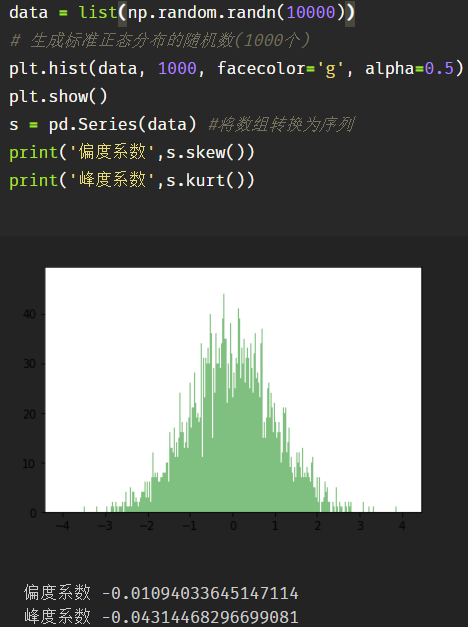 data = list(np.random.randn(10000))
# 生成标准正态分布的随机数(1000个)
plt.hist(data, 1000, facecolor='g', alpha=0.5)
plt.show()
s = pd.Series(data) #将数组转换为序列
print('偏度系数',s.skew())
print('峰度系数',s.kurt())
40
30
20
10
0
−4 −3 −2 −1 0 1 2 3 4
偏度系数 -0.01094033645147114
峰度系数 -0.04314468296699081